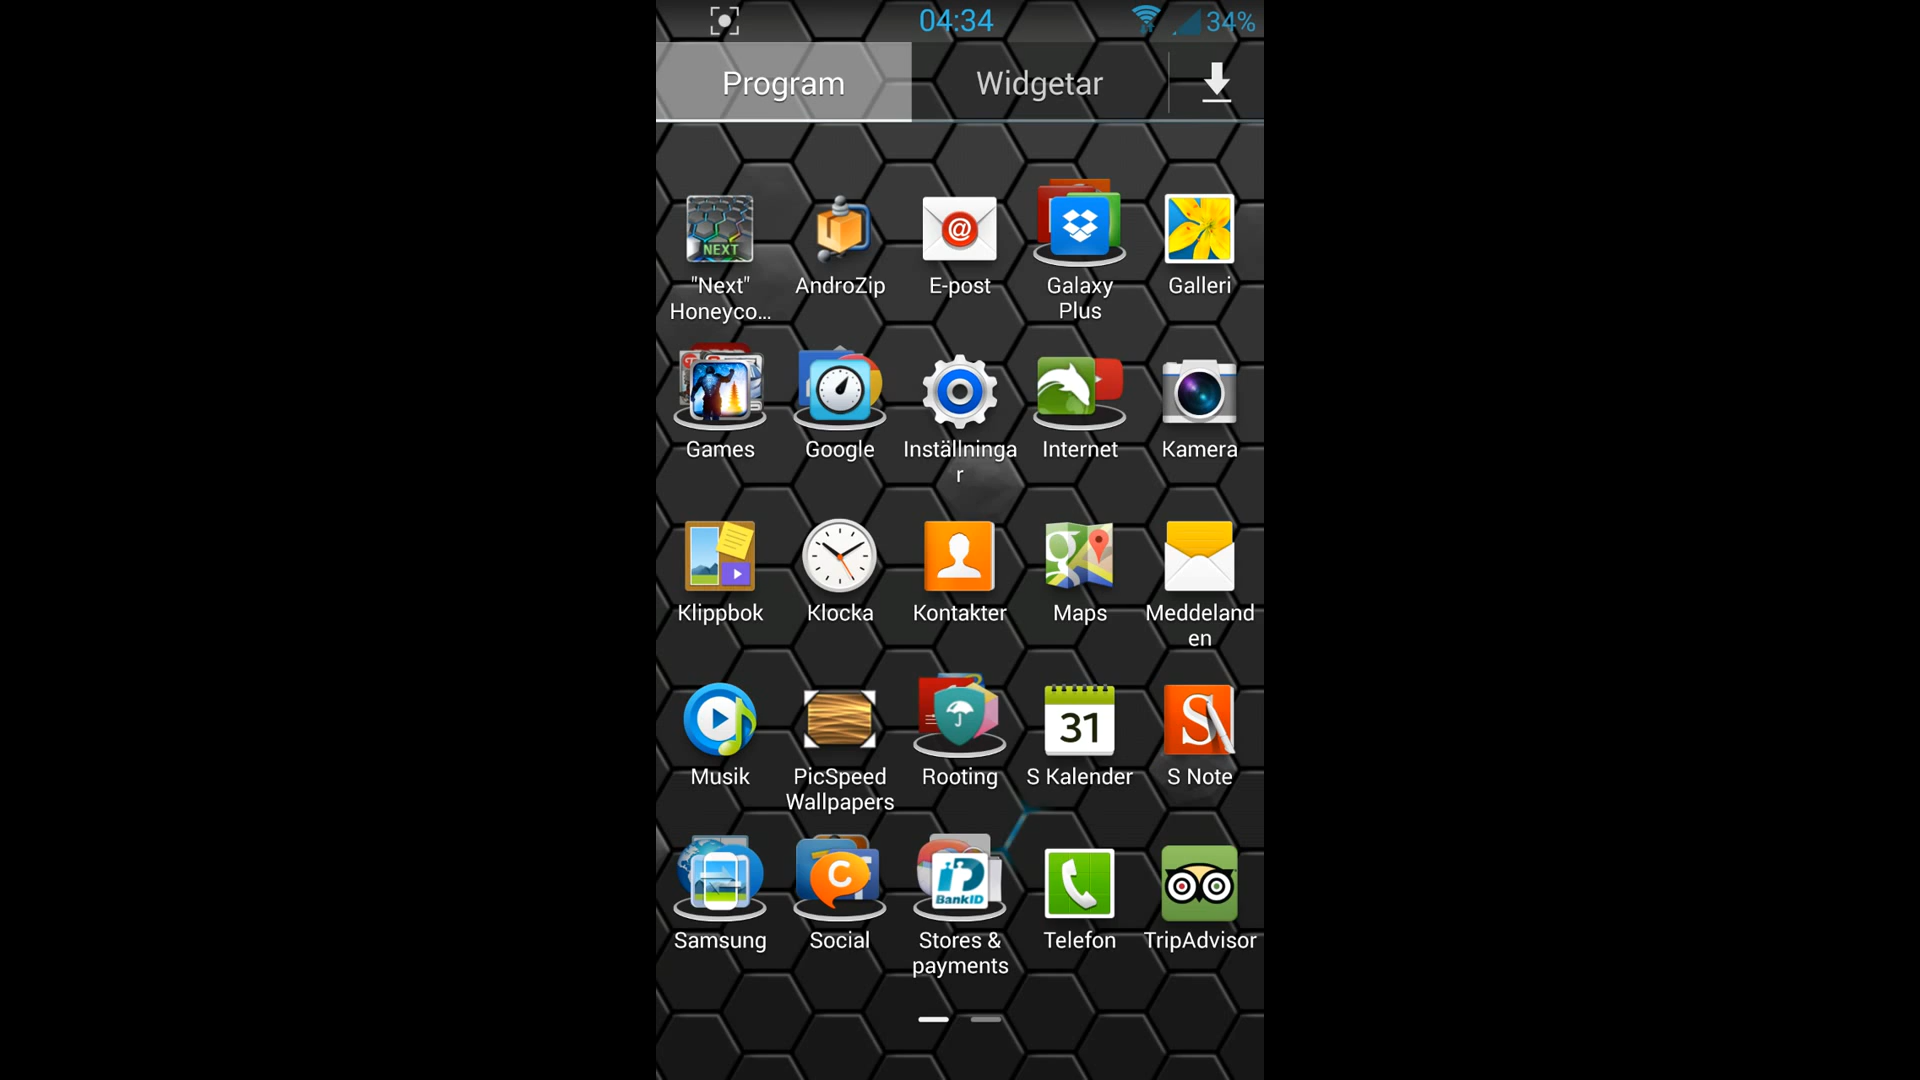 04:34
34%
Program
Widgetar
NEXT
"Next"
Honeyco...
AndroZip
@
E-post
Galaxy
Plus
Galleri
Games
Google
Inställninga
r
Internet
Kamera
Klippbok
Klocka
Kontakter
g
Maps
Meddeland
en
Musik
PicSpeed
Wallpapers
Rooting
31
S Kalender
S
S Note
Samsung
C
Social
iD
BankID
Stores &
payments
Telefon
TripAdvisor